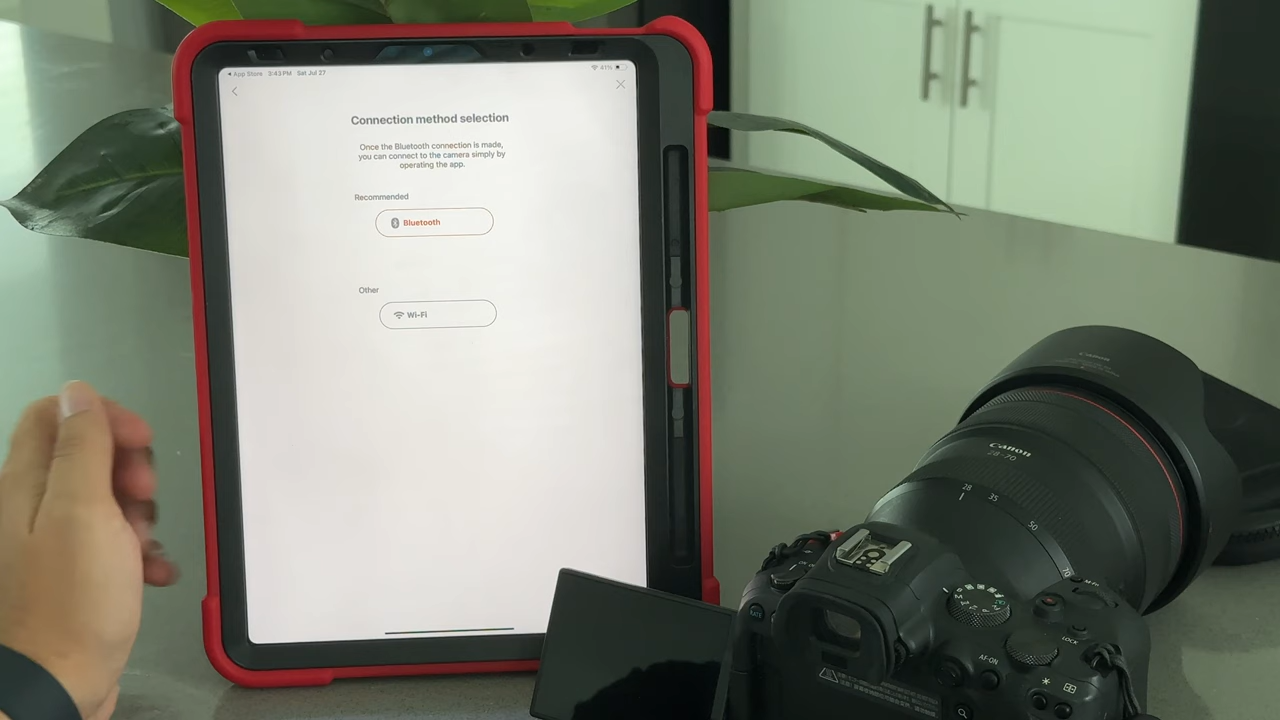 App Store 3:43 PM Sat Jul 27
41%
Connection method selection
Once the Bluetooth connection is made,
you can connect to the camera simply by
operating the app.
Recommended
Bluetooth
Other
Wi-Fi
Canon
Canon
28-70
28 35 50 70
LOCK
AF-ON